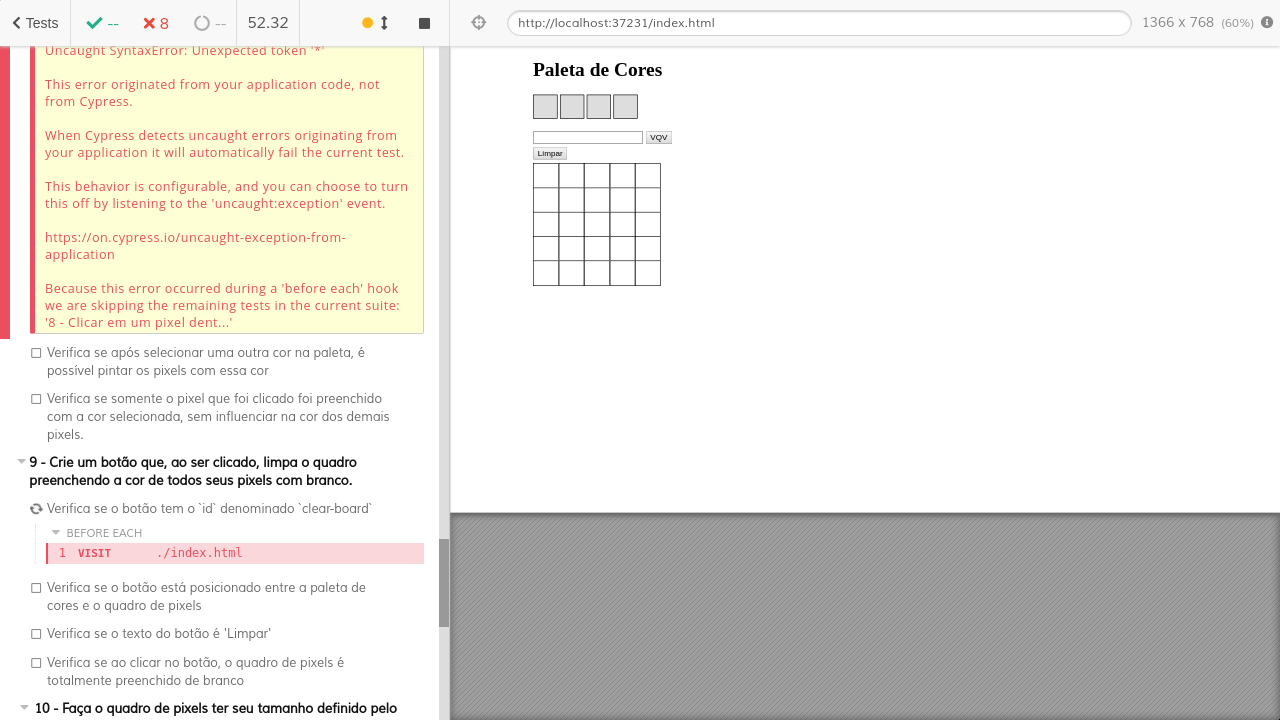 Tests -- 8 -- 52.32
http://localhost:37231/index.html 1366 x 768 (60%)
Uncaught SyntaxError: Unexpected token '*'
This error originated from your application code, not
from Cypress.
When Cypress detects uncaught errors originating from
your application it will automatically fail the current test.
This behavior is configurable, and you can choose to turn
this off by listening to the 'uncaught:exception' event.
https://on.cypress.io/uncaught-exception-from-
application
Because this error occurred during a 'before each' hook
we are skipping the remaining tests in the current suite:
'8 - Clicar em um pixel dent...'
Verifica se após selecionar uma outra cor na paleta, é
possível pintar os pixels com essa cor
Verifica se somente o pixel que foi clicado foi preenchido
com a cor selecionada, sem influenciar na cor dos demais
pixels.
9 - Crie um botão que, ao ser clicado, limpa o quadro
preenchendo a cor de todos seus pixels com branco.
Verifica se o botão tem o `id` denominado `clear-board`
BEFORE EACH
1 VISIT ./index.html
Verifica se o botão está posicionado entre a paleta de
cores e o quadro de pixels
Verifica se o texto do botão é 'Limpar'
Verifica se ao clicar no botão, o quadro de pixels é
totalmente preenchido de branco
10 - Faça o quadro de pixels ter seu tamanho definido pelo
Paleta de Cores
VQV
Limpar